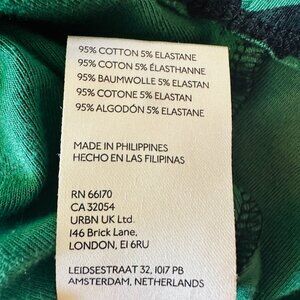 95% COTTON 5% ELASTANE
95% COTON 5% ÉLASTHANNE
95% BAUMWOLLE 5% ELASTAN
95% COTONE 5% ELASTAN
95% ALGODÓN 5% ELASTANE
MADE IN PHILIPPINES
HECHO EN LAS FILIPINAS
RN 66170
CA 32054
URBN UK Ltd.
146 Brick Lane,
LONDON, E1 6RU
LEIDSESTRAAT 32, 1017 PB
AMSTERDAM, NETHERLANDS